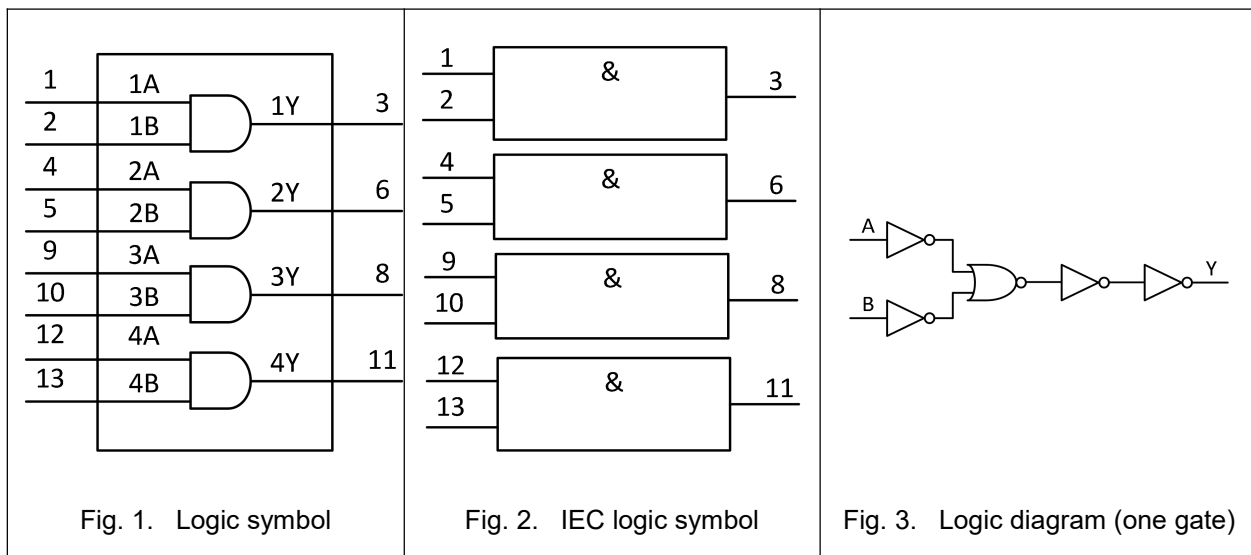 1
1A
2
1B
1Y
3
4
2A
5
2B
2Y
6
9
3A
10
3B
3Y
8
12
4A
13
4B
4Y
11
Fig. 1. Logic symbol
1
2
&
3
4
5
&
6
9
10
&
8
12
13
&
11
Fig. 2. IEC logic symbol
A
B
Y
Fig. 3. Logic diagram (one gate)